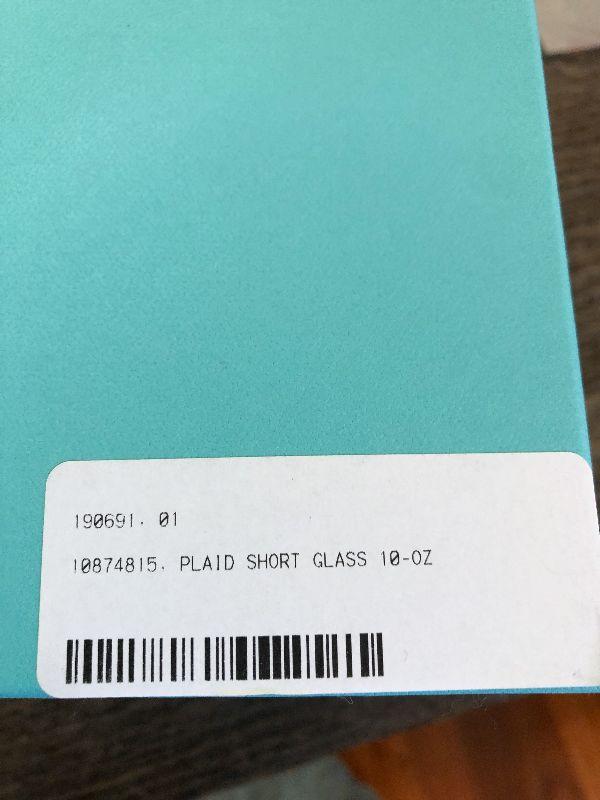 190691. 01
10874815. PLAID SHORT GLASS 10-OZ